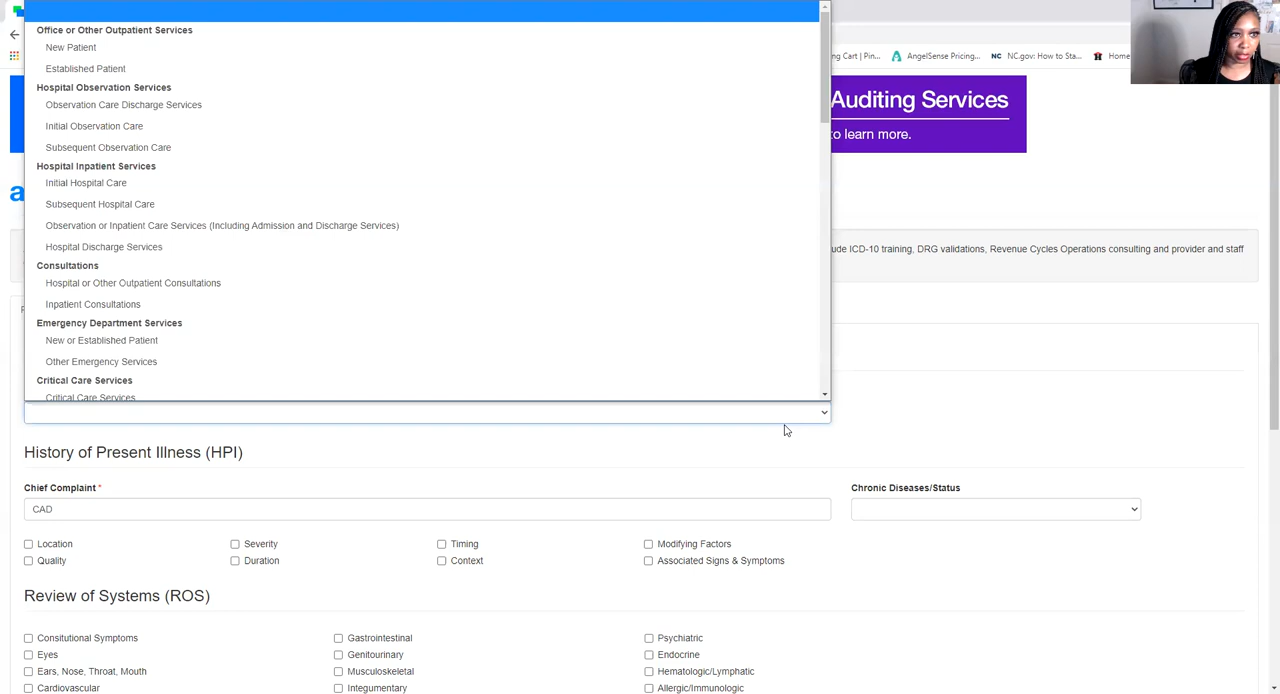 Office or Other Outpatient Services
New Patient
Established Patient
Hospital Observation Services
Observation Care Discharge Services
Initial Observation Care
Subsequent Observation Care
Hospital Inpatient Services
Initial Hospital Care
Subsequent Hospital Care
Observation or Inpatient Care Services (Including Admission and Discharge Services)
Hospital Discharge Services
Consultations
Hospital or Other Outpatient Consultations
Inpatient Consultations
Emergency Department Services
New or Established Patient
Other Emergency Services
Critical Care Services
Critical Care Services
ng Cart | Pin... AngelSense Pricing... NC NC.gov: How to Sta... Home
Auditing Services
to learn more.
a
ude ICD-10 training, DRG validations, Revenue Cycles Operations consulting and provider and staff
History of Present Illness (HPI)
Chief Complaint * Chronic Diseases/Status
CAD
Location Severity Timing Modifying Factors
Quality Duration Context Associated Signs & Symptoms
Review of Systems (ROS)
Consitutional Symptoms Gastrointestinal Psychiatric
Eyes Genitourinary Endocrine
Ears, Nose, Throat, Mouth Musculoskeletal Hematologic/Lymphatic
Cardiovascular Integumentary Allergic/Immunologic